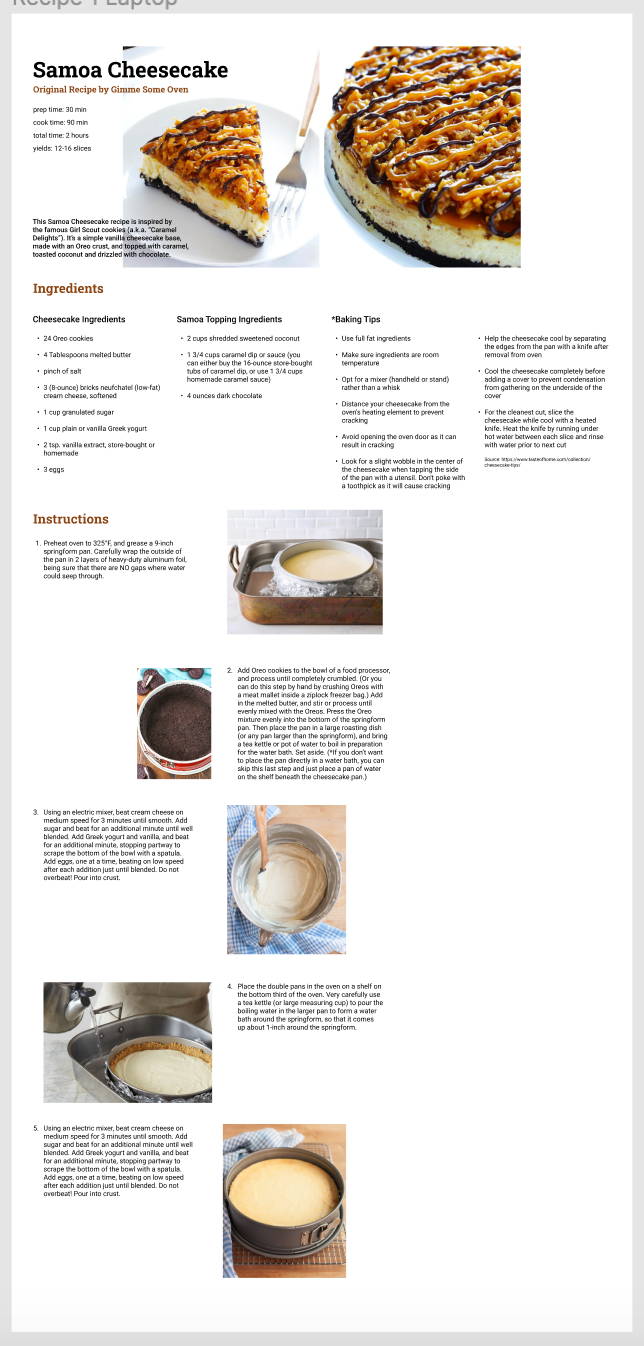 Recipe 1 Laptop
Samoa Cheesecake
Original Recipe by Gimme Some Oven
prep time: 30 min
cook time: 90 min
total time: 2 hours
yields: 12-16 slices
This Samoa Cheesecake recipe is inspired by
the famous Girl Scout cookies (a.k.a. "Caramel
Delights"). It's a simple vanilla cheesecake base,
made with an Oreo crust, and topped with caramel,
toasted coconut and drizzled with chocolate.
Ingredients
Cheesecake Ingredients
• 24 Oreo cookies
• 4 Tablespoons melted butter
• pinch of salt
• 3 (8-ounce) bricks neufchatel (low-fat)
cream cheese, softened
• 1 cup granulated sugar
• 1 cup plain or vanilla Greek yogurt
• 2 tsp. vanilla extract, store-bought or
homemade
• 3 eggs
Samoa Topping Ingredients
• 2 cups shredded sweetened coconut
• 1 3/4 cups caramel dip or sauce (you
can either buy the 16-ounce store-bought
tubs of caramel dip, or use 1 3/4 cups
homemade caramel sauce)
• 4 ounces dark chocolate
*Baking Tips
• Use full fat ingredients
• Make sure ingredients are room
temperature
• Opt for a mixer (handheld or stand)
rather than a whisk
• Distance your cheesecake from the
oven's heating element to prevent
cracking
• Avoid opening the oven door as it can
result in cracking
• Look for a slight wobble in the center of
the cheesecake when tapping the side
of the pan with a utensil. Don't poke with
a toothpick as it will cause cracking
• Help the cheesecake cool by separating
the edges from the pan with a knife after
removal from oven
• Cool the cheesecake completely before
adding a cover to prevent condensation
from gathering on the underside of the
cover
• For the cleanest cut, slice the
cheesecake while cool with a heated
knife. Heat the knife by running under
hot water between each slice and rinse
with water prior to next cut
Source: https://www.tasteofhome.com/collection/
cheesecake-tips/
Instructions
1. Preheat oven to 325°F, and grease a 9-inch
springform pan. Carefully wrap the outside of
the pan in 2 layers of heavy-duty aluminum foil,
being sure that there are NO gaps where water
could seep through.
2. Add Oreo cookies to the bowl of a food processor,
and process until completely crumbled. (Or you
can do this step by hand by crushing Oreos with
a meat mallet inside a ziplock freezer bag.) Add
in the melted butter, and stir or process until
evenly mixed with the Oreos. Press the Oreo
mixture evenly into the bottom of the springform
pan. Then place the pan in a large roasting dish
(or any pan larger than the springform), and bring
a tea kettle or pot of water to boil in preparation
for the water bath. Set aside. (*If you don't want
to place the pan directly in a water bath, you can
skip this last step and just place a pan of water
on the shelf beneath the cheesecake pan.)
3. Using an electric mixer, beat cream cheese on
medium speed for 3 minutes until smooth. Add
sugar and beat for an additional minute until well
blended. Add Greek yogurt and vanilla, and beat
for an additional minute, stopping partway to
scrape the bottom of the bowl with a spatula.
Add eggs, one at a time, beating on low speed
after each addition just until blended. Do not
overbeat! Pour into crust.
4. Place the double pans in the oven on a shelf on
the bottom third of the oven. Very carefully use
a tea kettle (or large measuring cup) to pour the
boiling water in the larger pan to form a water
bath around the springform, so that it comes
up about 1-inch around the springform.
5. Using an electric mixer, beat cream cheese on
medium speed for 3 minutes until smooth. Add
sugar and beat for an additional minute until well
blended. Add Greek yogurt and vanilla, and beat
for an additional minute, stopping partway to
scrape the bottom of the bowl with a spatula.
Add eggs, one at a time, beating on low speed
after each addition just until blended. Do not
overbeat! Pour into crust.